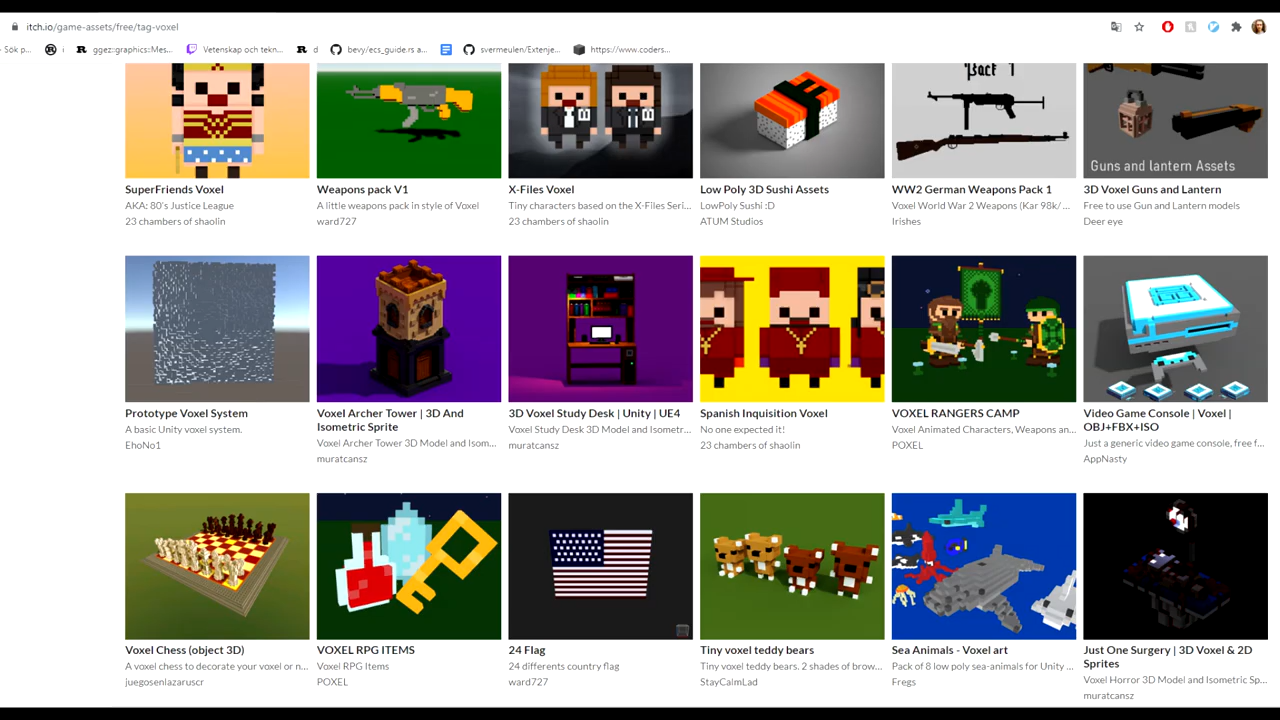 itch.io/game-assets/free/tag-voxel
Sök p...
i
ggez::graphics::Mes...
Vetenskap och tekn...
d
bevy/ecs_guide.rs a...
svermeulen/Extenje...
https://www.coders...
Pack 1
Guns and lantern Assets
SuperFriends Voxel
AKA: 80's Justice League
23 chambers of shaolin
Weapons pack V1
A little weapons pack in style of Voxel
ward727
X-Files Voxel
Tiny characters based on the X-Files Seri...
23 chambers of shaolin
Low Poly 3D Sushi Assets
LowPoly Sushi :D
ATUM Studios
WW2 German Weapons Pack 1
Voxel World War 2 Weapons (Kar 98k/ ...
Irishes
3D Voxel Guns and Lantern
Free to use Gun and Lantern models
Deer eye
Prototype Voxel System
A basic Unity voxel system.
EhoNo1
Voxel Archer Tower | 3D And
Isometric Sprite
Voxel Archer Tower 3D Model and Isom...
muratcansz
3D Voxel Study Desk | Unity | UE4
Voxel Study Desk 3D Model and Isometr...
muratcansz
Spanish Inquisition Voxel
No one expected it!
23 chambers of shaolin
VOXEL RANGERS CAMP
Voxel Animated Characters, Weapons an...
POXEL
Video Game Console | Voxel |
OBJ+FBX+ISO
Just a generic video game console, free f...
AppNasty
Voxel Chess (object 3D)
A voxel chess to decorate your voxel or n...
juegosenlazaruscr
VOXEL RPG ITEMS
Voxel RPG Items
POXEL
24 Flag
24 differents country flag
ward727
Tiny voxel teddy bears
Tiny voxel teddy bears. 2 shades of brow...
StayCalmLad
Sea Animals - Voxel art
Pack of 8 low poly sea-animals for Unity ...
Fregs
Just One Surgery | 3D Voxel & 2D
Sprites
Voxel Horror 3D Model and Isometric Sp...
muratcansz